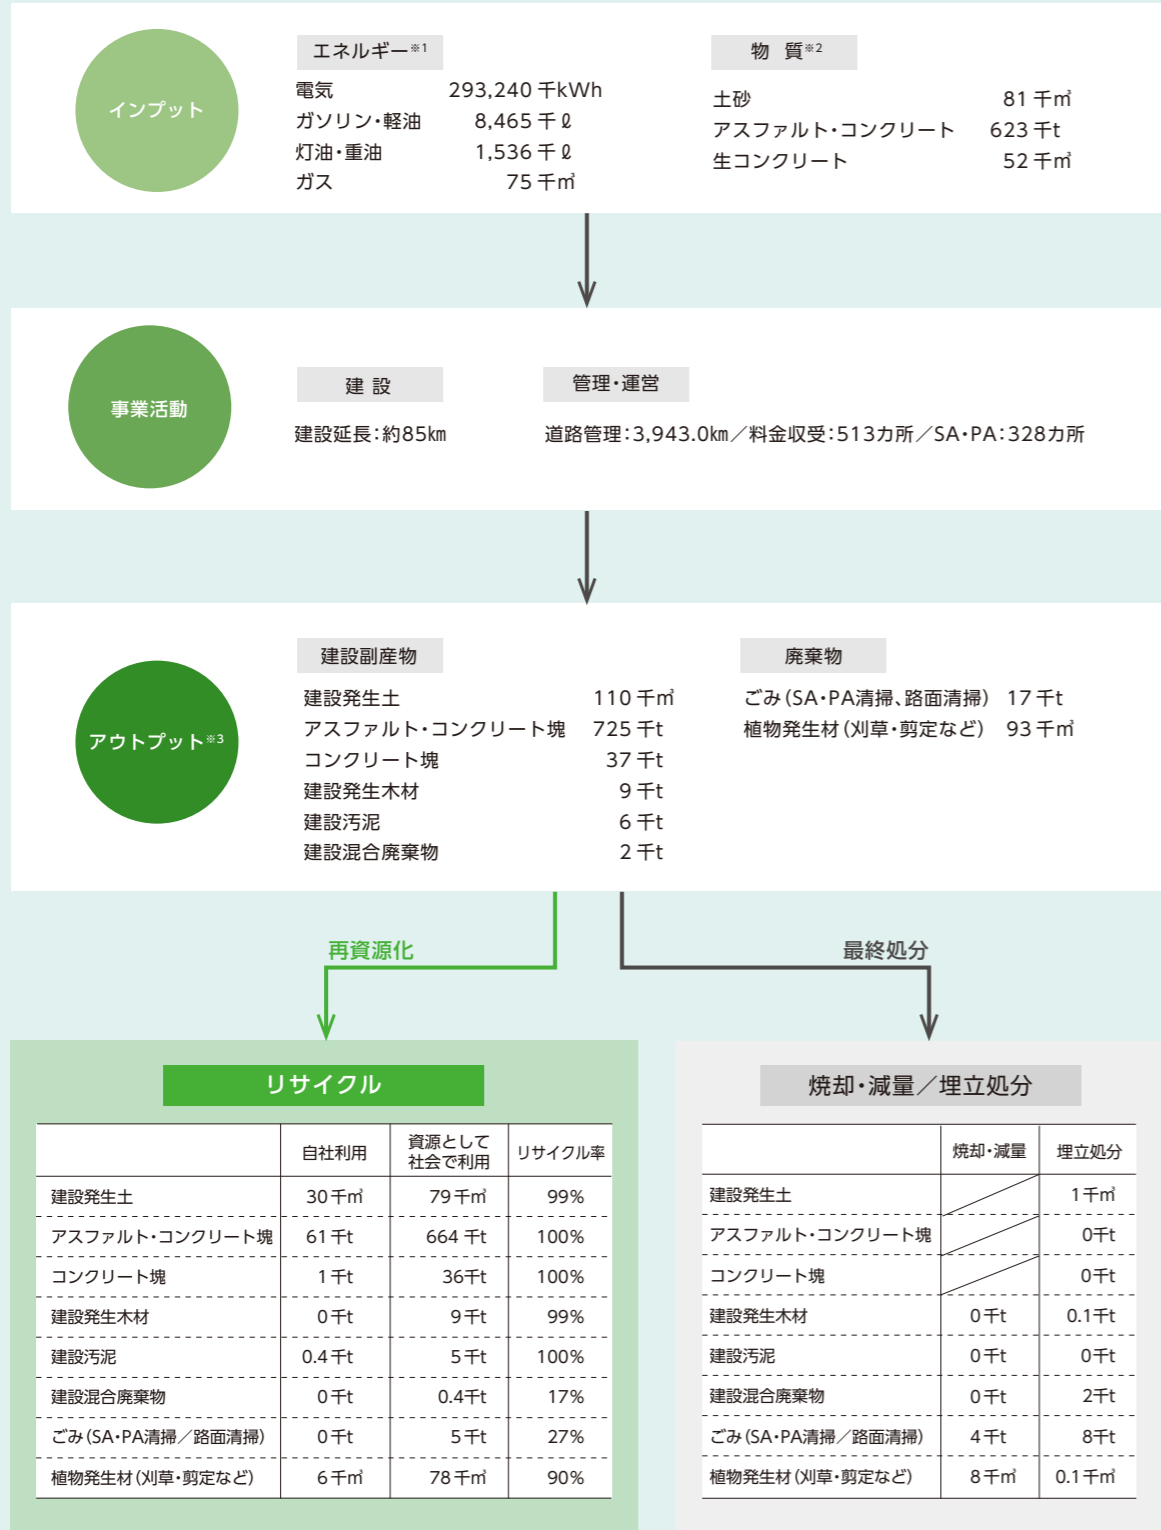 インプット
エネルギー※1
電気 293,240 千kWh
ガソリン・軽油 8,465 千ℓ
灯油・重油 1,536 千ℓ
ガス 75 千㎥
物 質※2
土砂 81 千㎥
アスファルト・コンクリート 623 千t
生コンクリート 52 千㎥
事業活動
建 設
建設延長：約85㎞
管理・運営
道路管理：3,943.0㎞／料金収受：513カ所／SA・PA：328カ所
アウトプット※3
建設副産物
建設発生土 110 千㎥
アスファルト・コンクリート塊 725 千t
コンクリート塊 37 千t
建設発生木材 9 千t
建設汚泥 6 千t
建設混合廃棄物 2 千t
廃棄物
ごみ（SA・PA清掃、路面清掃） 17 千t
植物発生材（刈草・剪定など） 93 千㎥
再資源化
最終処分
リサイクル
自社利用 資源として社会で利用 リサイクル率
建設発生土 30 千㎥ 79 千㎥ 99%
アスファルト・コンクリート塊 61 千t 664 千t 100%
コンクリート塊 1 千t 36千t 100%
建設発生木材 0 千t 9 千t 99%
建設汚泥 0.4 千t 5 千t 100%
建設混合廃棄物 0 千t 0.4千t 17%
ごみ（SA・PA清掃／路面清掃） 0 千t 5 千t 27%
植物発生材（刈草・剪定など） 6 千㎥ 78 千㎥ 90%
焼却・減量／埋立処分
焼却・減量 埋立処分
建設発生土 1千㎥
アスファルト・コンクリート塊 0千t
コンクリート塊 0千t
建設発生木材 0 千t 0.1千t
建設汚泥 0 千t 0千t
建設混合廃棄物 0 千t 2千t
ごみ（SA・PA清掃／路面清掃） 4 千t 8千t
植物発生材（刈草・剪定など） 8千㎥ 0.1千㎥